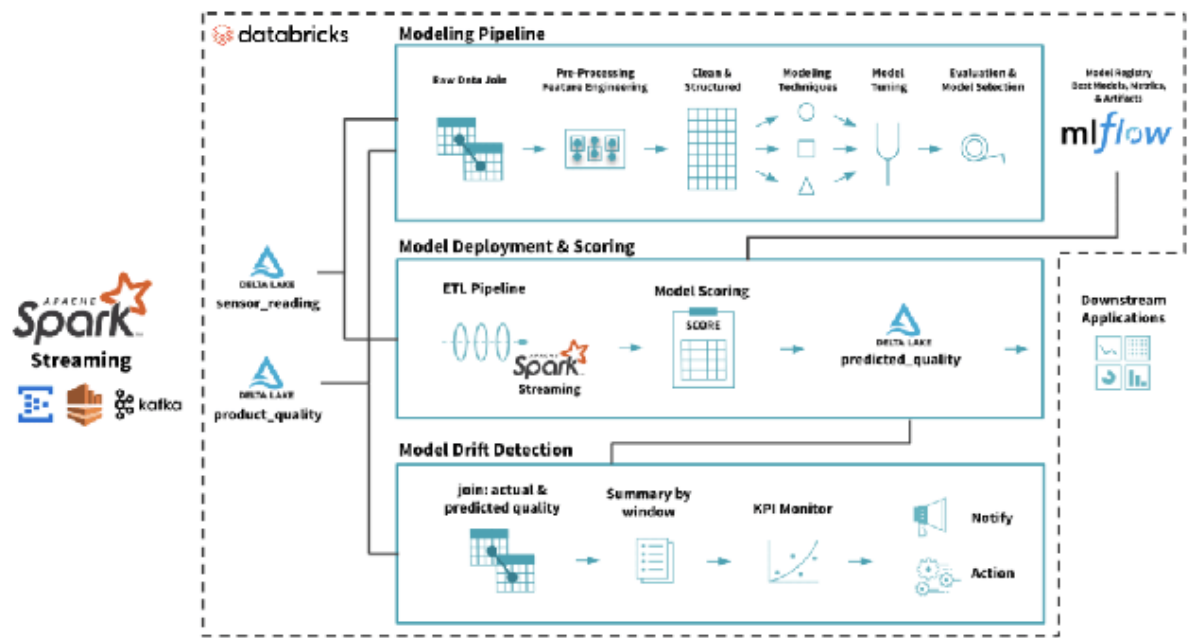 databricks
Modeling Pipeline
Raw Data Join
Pre-Processing
Feature Engineering
Clean &
Structured
Modeling
Techniques
Model
Tuning
Evaluation &
Model Selection
Model Registry
Best Models, Metrics,
& Artifacts
mlflow
Model Deployment & Scoring
DELTA LAKE
sensor_reading
ETL Pipeline
APACHE
Spark
Streaming
Model Scoring
SCORE
DELTA LAKE
predicted_quality
Downstream
Applications
APACHE
Spark
Streaming
kafka
DELTA LAKE
product_quality
Model Drift Detection
join: actual &
predicted quality
Summary by
window
KPI Monitor
Notify
Action